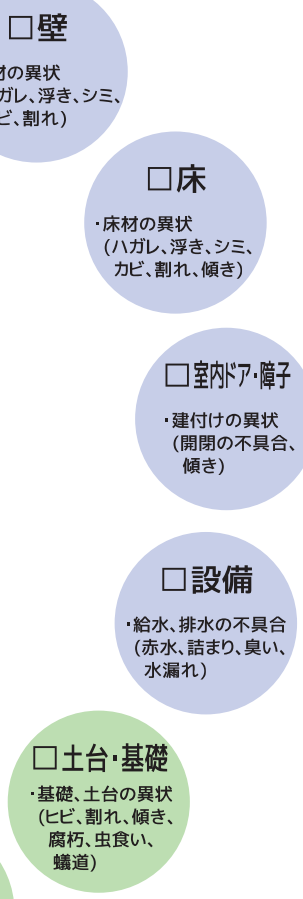 □壁
の異状
ガレ、浮き、シミ、
ビ、割れ)
□床
・床材の異状
(ハガレ、浮き、シミ、
カビ、割れ、傾き)
□室内ドア・障子
・建付けの異状
(開閉の不具合、
傾き)
□設備
・給水、排水の不具合
(赤水、詰まり、臭い、
水漏れ)
□土台・基礎
・基礎、土台の異状
(ヒビ、割れ、傾き、
腐朽、虫食い、
蟻道)